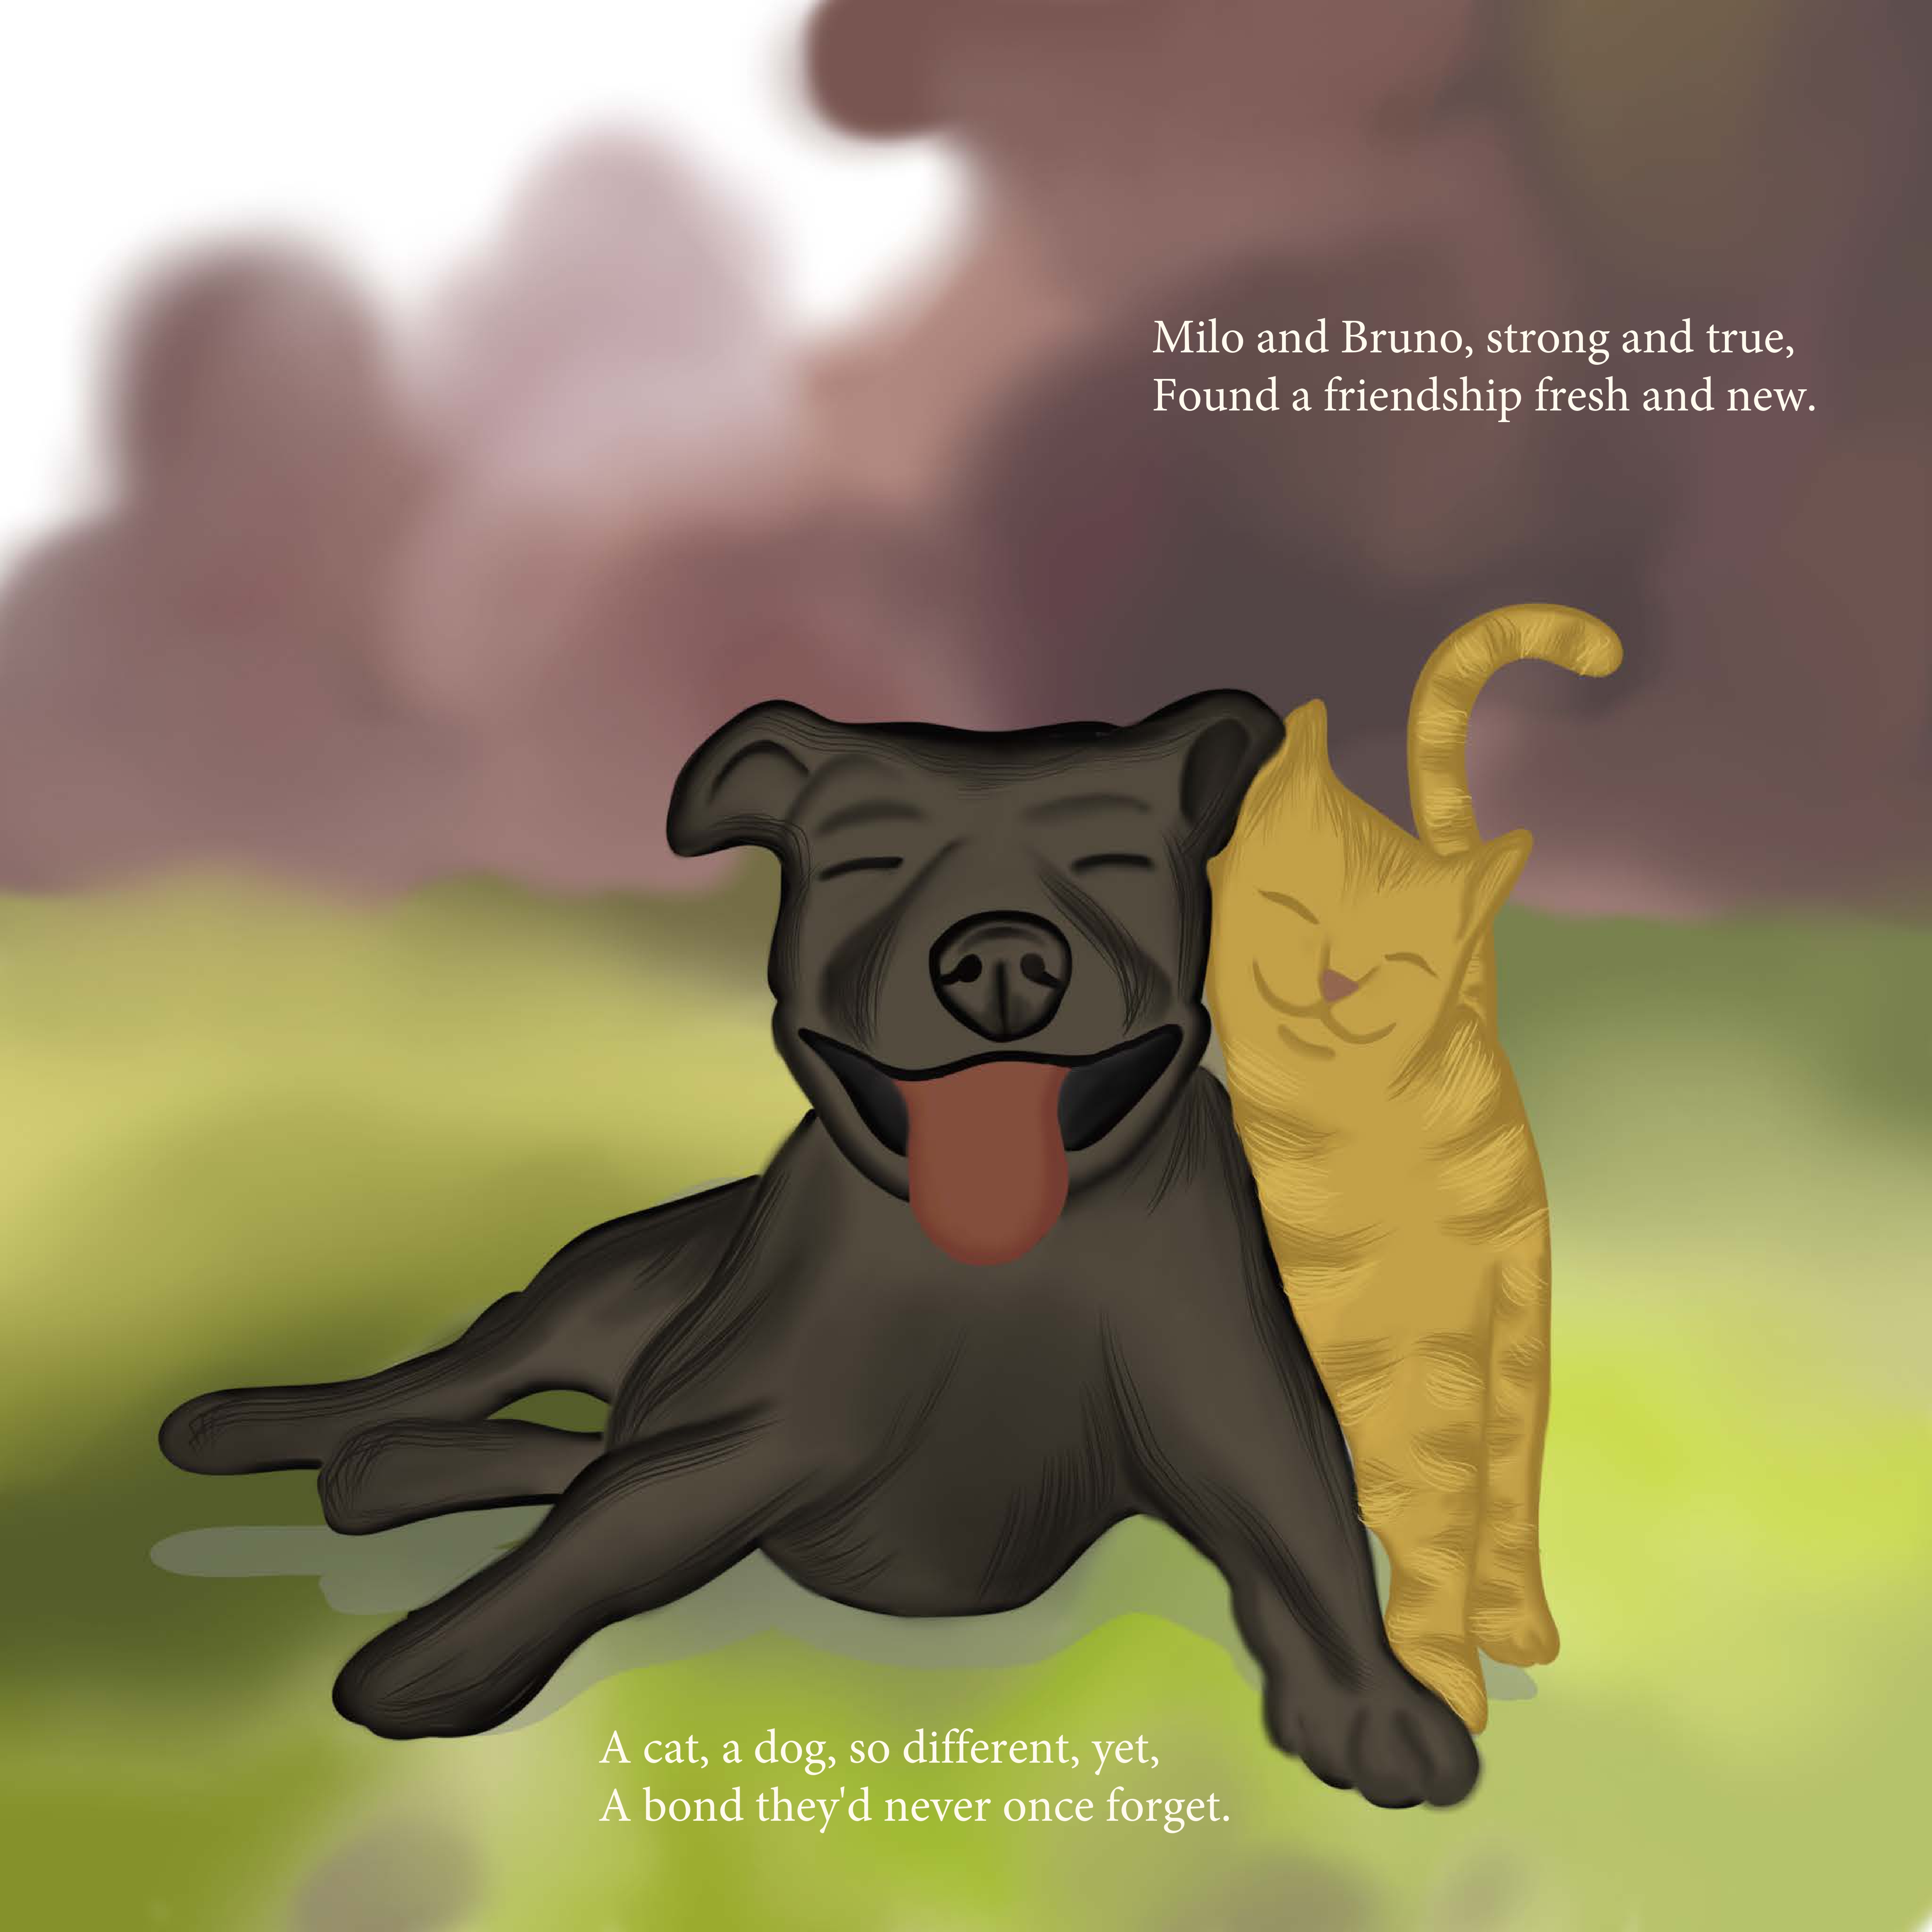 Milo and Bruno, strong and true,
Found a friendship fresh and new.
A cat, a dog, so different, yet,
A bond they'd never once forget.